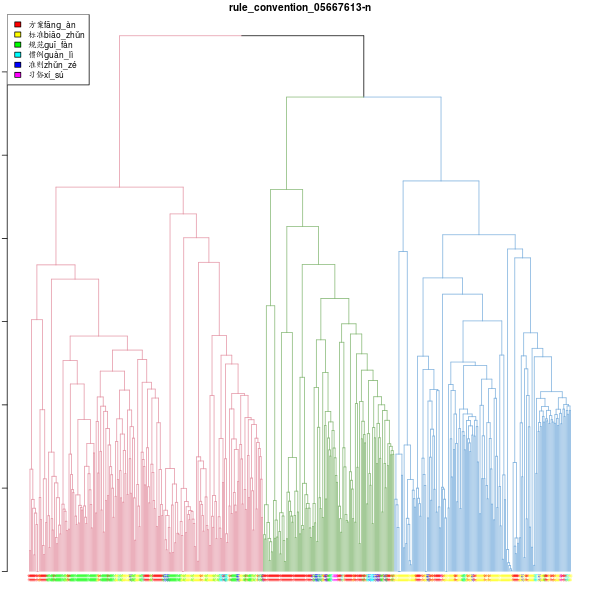 rule_convention_05667613-n
方案fāng_àn
标准biāo_zhǔn
规范guī_fàn
惯例guàn_lì
准则zhǔn_zé
习俗xí_sú